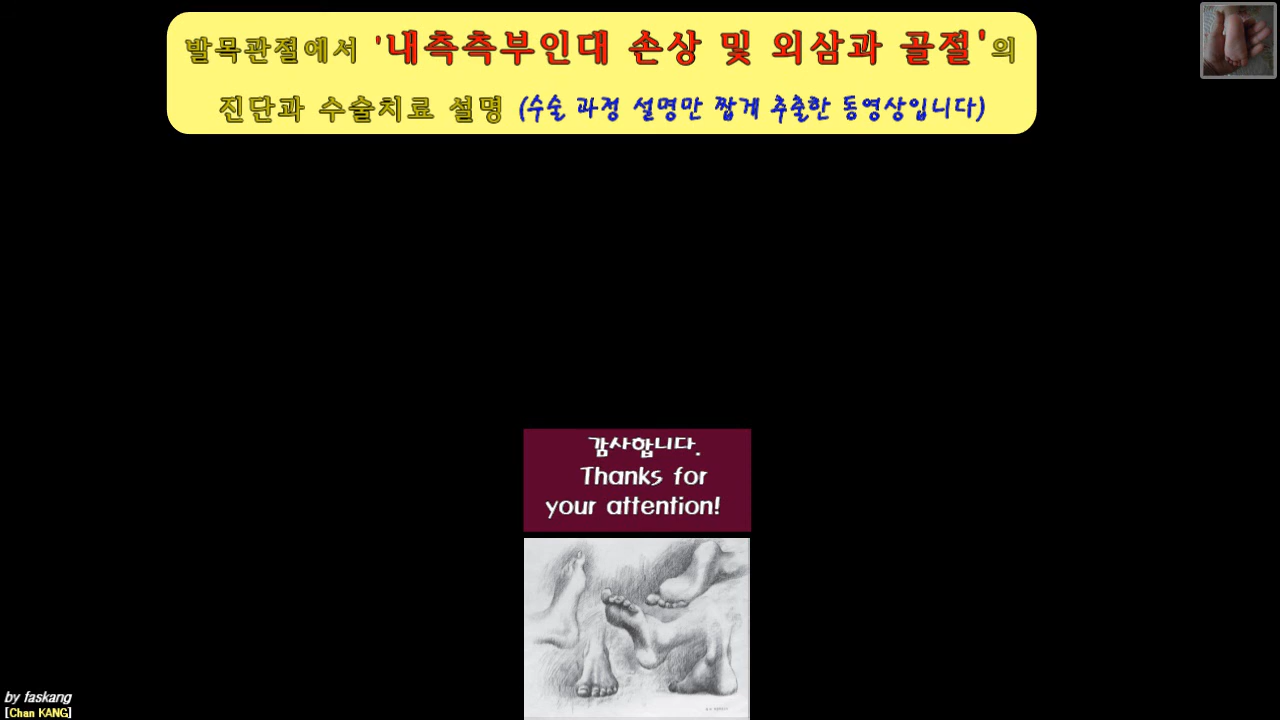 발목관절에서 '내측측부인대 손상 및 외삼과 골절'의
진단과 수술치료 설명 (수술 과정 설명만 짧게 추출한 동영상입니다)
감사합니다.
Thanks for
your attention!
by faskang
[Chan KANG]